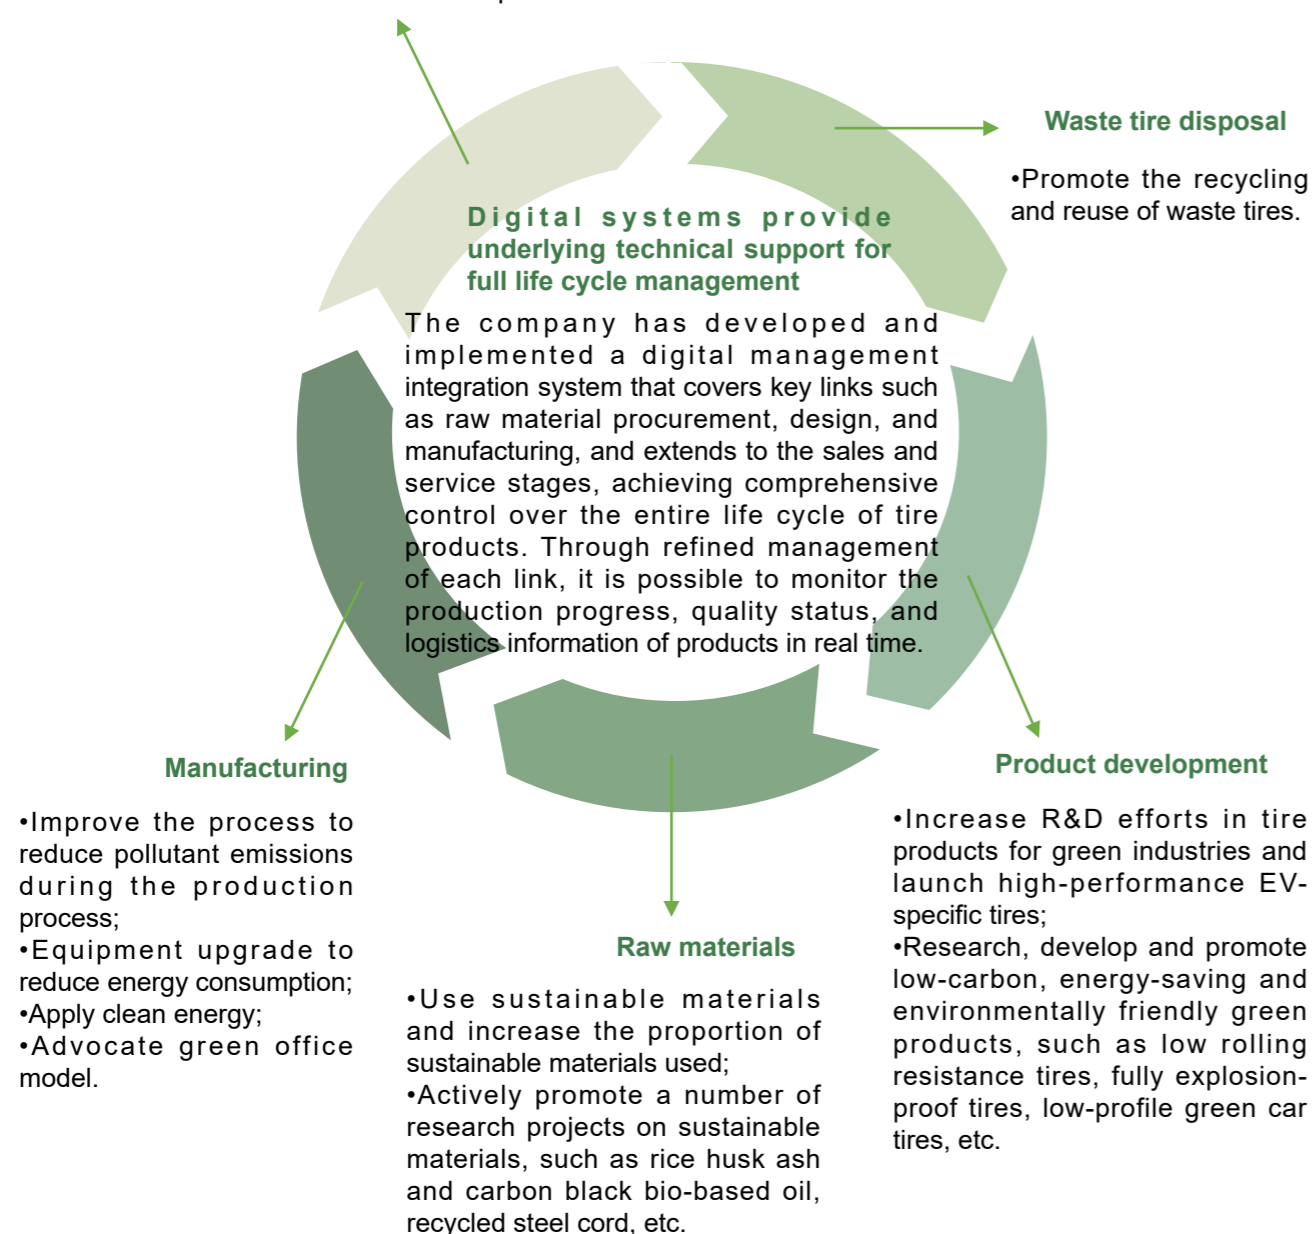 Waste tire disposal
•Promote the recycling
and reuse of waste tires.
Digital systems provide
underlying technical support for
full life cycle management
The company has developed and
implemented a digital management
integration system that covers key links such
as raw material procurement, design, and
manufacturing, and extends to the sales and
service stages, achieving comprehensive
control over the entire life cycle of tire
products. Through refined management
of each link, it is possible to monitor the
production progress, quality status, and
logistics information of products in real time.
Manufacturing
•Improve the process to
reduce pollutant emissions
during the production
process;
•Equipment upgrade to
reduce energy consumption;
•Apply clean energy;
•Advocate green office
model.
Raw materials
•Use sustainable materials
and increase the proportion of
sustainable materials used;
•Actively promote a number of
research projects on sustainable
materials, such as rice husk ash
and carbon black bio-based oil,
recycled steel cord, etc.
Product development
•Increase R&D efforts in tire
products for green industries and
launch high-performance EV-
specific tires;
•Research, develop and promote
low-carbon, energy-saving and
environmentally friendly green
products, such as low rolling
resistance tires, fully explosion-
proof tires, low-profile green car
tires, etc.